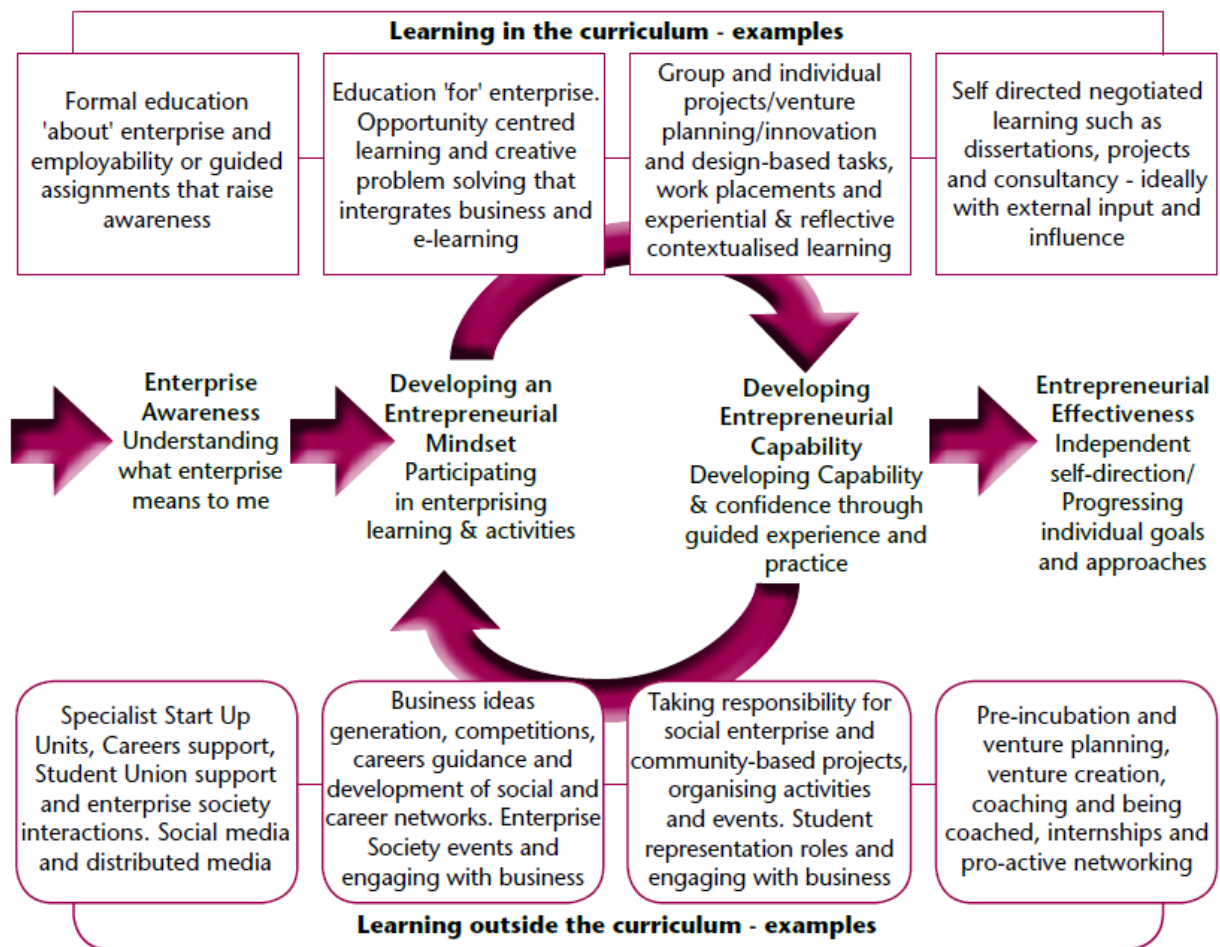 Learning in the curriculum - examples
Formal education
'about' enterprise and
employability or guided
assignments that raise
awareness
Education 'for' enterprise.
Opportunity centred
learning and creative
problem solving that
intergrates business and
e-learning
Group and individual
projects/venture
planning/innovation
and design-based tasks,
work placements and
experiential & reflective
contextualised learning
Self directed negotiated
learning such as
dissertations, projects
and consultancy - ideally
with external input and
influence
Enterprise
Awareness
Understanding
what enterprise
means to me
Developing an
Entrepreneurial
Mindset
Participating
in enterprising
learning & activities
Developing
Entrepreneurial
Capability
Developing Capability
& confidence through
guided experience and
practice
Entrepreneurial
Effectiveness
Independent
self-direction/
Progressing
individual goals
and approaches
Specialist Start Up
Units, Careers support,
Student Union support
and enterprise society
interactions. Social media
and distributed media
Business ideas
generation, competitions,
careers guidance and
development of social and
career networks. Enterprise
Society events and
engaging with business
Taking responsibility for
social enterprise and
community-based projects,
organising activities
and events. Student
representation roles and
engaging with business
Pre-incubation and
venture planning,
venture creation,
coaching and being
coached, internships and
pro-active networking
Learning outside the curriculum - examples